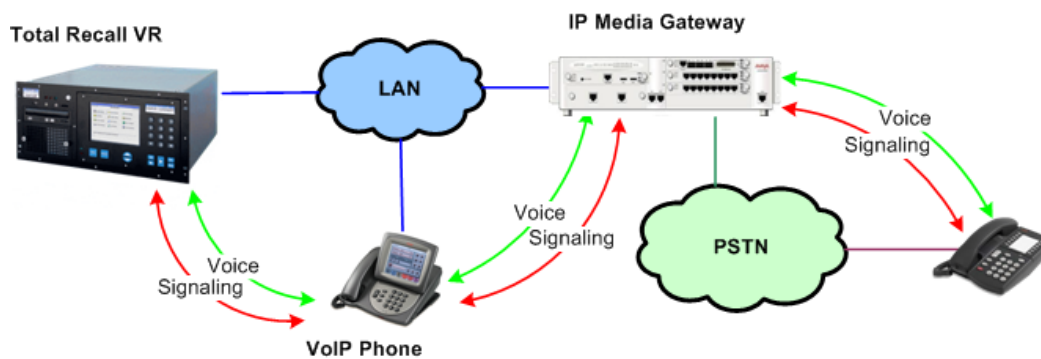 Total Recall VR
IP Media Gateway
LAN
Voice
Signaling
Voice
Signaling
Voice
Signaling
PSTN
VoIP Phone